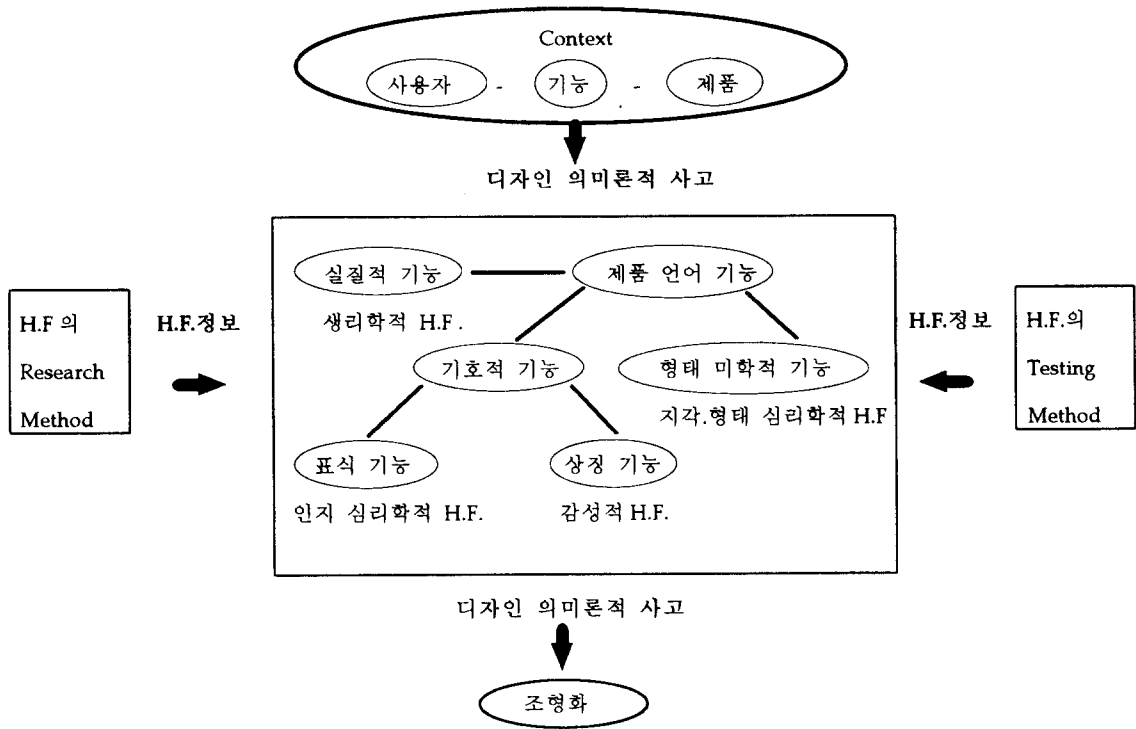 Context
사용자 - 기능 - 제품
디자인 의미론적 사고
실질적 기능
제품 언어 기능
생리학적 H.F.
기호적 기능
형태 미학적 기능
지각.형태 심리학적 H.F
표식 기능
상징 기능
인지 심리학적 H.F.
감성적 H.F.
H.F 의
Research
Method
H.F.정보
H.F.정보
H.F.의
Testing
Method
디자인 의미론적 사고
조형화